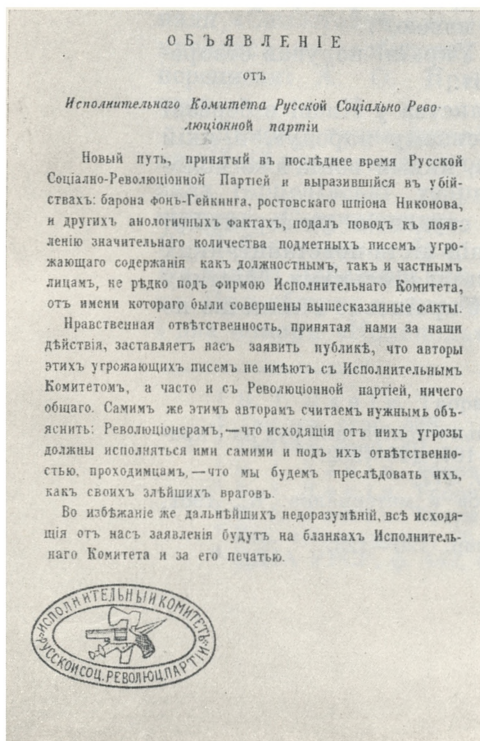 ОБЪЯВЛЕНІЕ
отъ
Исполнительнаго Комитета Русской Соціально Рево-
люціонной партіи
Новый путь, принятый въ послѣднее время Русской
Соціално-Революціонной Партіей и выразившійся въ убій-
ствахъ: барона фонъ-Гейкинга, ростовскаго шпіона Никонова,
и другихъ анологичныхъ фактахъ, подалъ поводъ къ появ-
ленію значительнаго количества подметныхъ писемъ угро-
жающаго содержанія какъ должностнымъ, такъ и частнымъ
лицамъ, не рѣдко подъ фирмою Исполнительнаго Комитета,
отъ имени котораго были совершены вышесказанные факты.
Нравственная отвѣтственность, принятая нами за наши
дѣйствія, заставляетъ насъ заявить публикѣ, что авторы
этихъ угрожающихъ писемъ не имѣютъ съ Исполнительнымъ
Комитетомъ, а часто и съ Революціонной партіей, ничего
общаго. Самимъ же этимъ авторамъ считаемъ нужнымъ объ-
яснить: Революціонерамъ,—что исходящія отъ нихъ угрозы
должны исполняться ими самими и подъ ихъ отвѣтственно-
стью, проходимцамъ,—что мы будемъ преслѣдовать ихъ,
какъ своихъ злѣйшихъ враговъ.
Во избѣжаніе же дальнѣйшихъ недоразумѣній, всѣ исходя-
щія отъ насъ заявленія будутъ на бланкахъ Исполнитель-
наго Комитета и за его печатью.
ИСПОЛНИТЕЛЬНЫЙ КОМИТЕТЪ
РУССКОЙ СОЦ. РЕВОЛЮЦ. ПАРТІИ